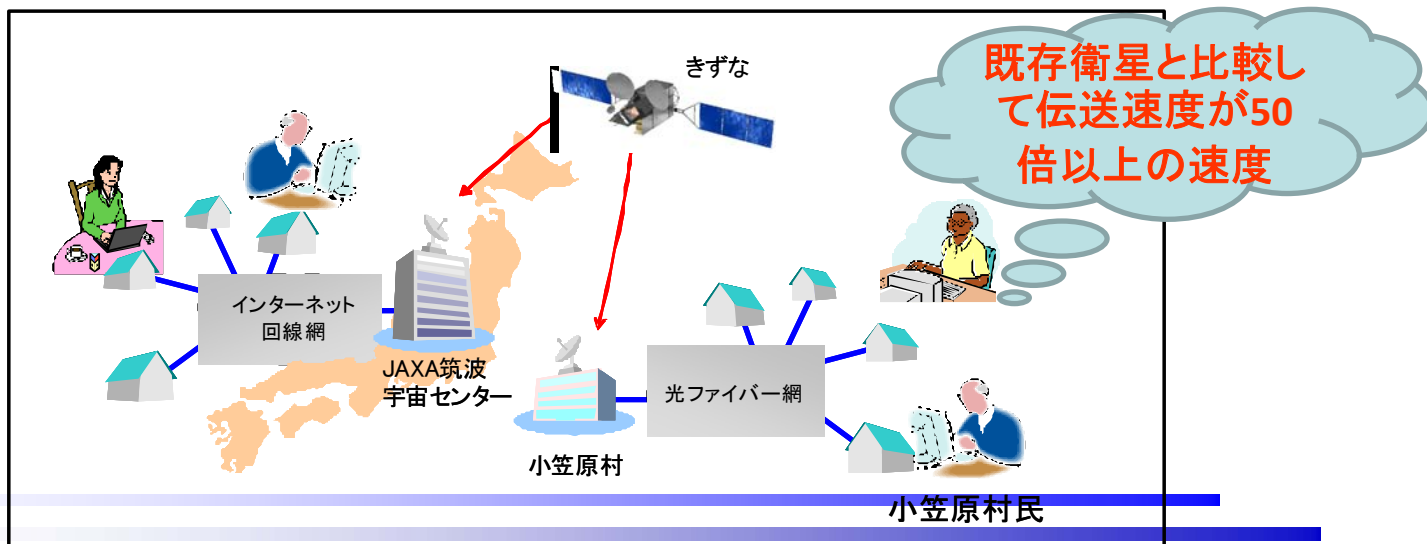 きずな
既存衛星と比較し
て伝送速度が50
倍以上の速度
インターネット
回線網
JAXA筑波
宇宙センター
光ファイバー網
小笠原村
小笠原村民